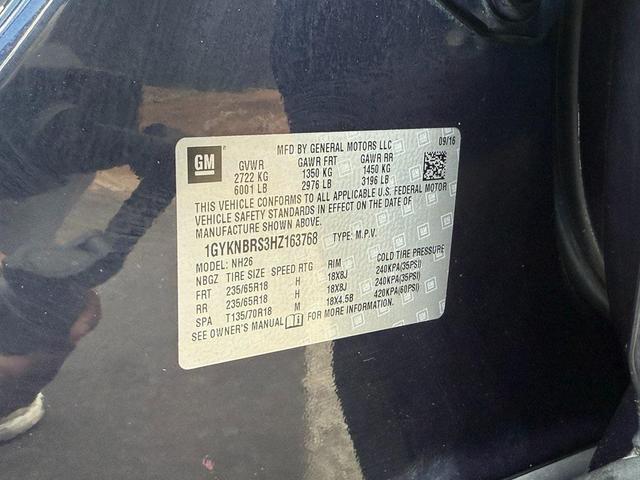 GM
MFD BY GENERAL MOTORS LLC 09/16
GVWR GAWR FRT GAWR RR
2722 KG 1350 KG 1450 KG
6001 LB 2976 LB 3196 LB
THIS VEHICLE CONFORMS TO ALL APPLICABLE U.S. FEDERAL MOTOR
VEHICLE SAFETY STANDARDS IN EFFECT ON THE DATE OF
MANUFACTURE SHOWN ABOVE.
1GYKNBRS3HZ163768 TYPE: M.P.V.
MODEL: NH26
NBGZ TIRE SIZE SPEED RTG RIM COLD TIRE PRESSURE
FRT 235/65R18 H 18X8J 240KPA(35PSI)
RR 235/65R18 H 18X8J 240KPA(35PSI)
SPA T135/70R18 M 18X4.5B 420KPA(60PSI)
SEE OWNER'S MANUAL FOR MORE INFORMATION.